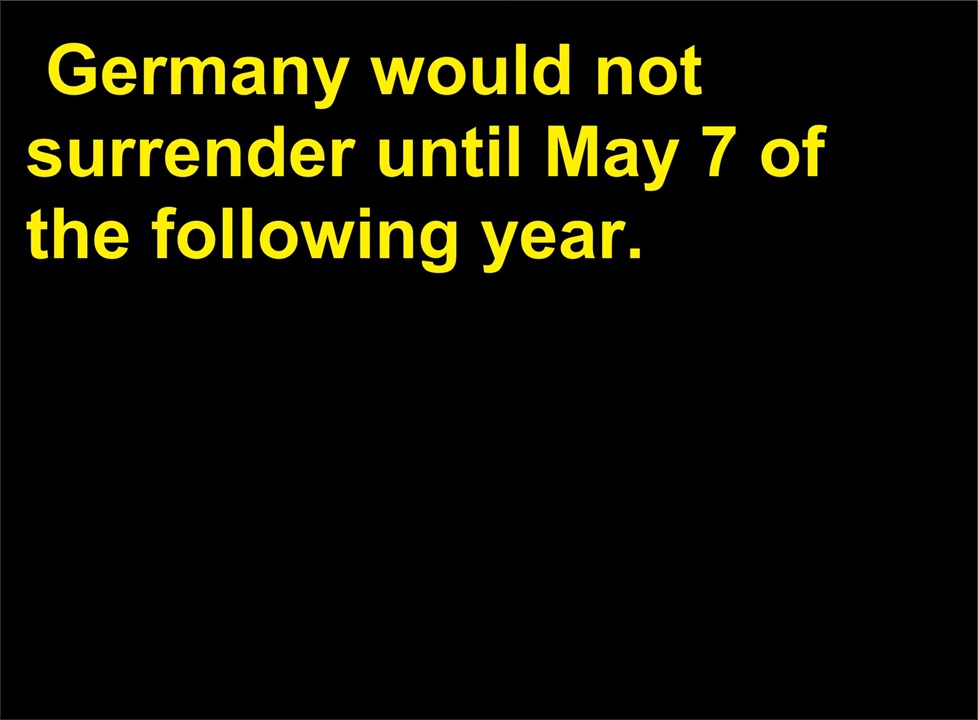 Germany would not
surrender until May 7 of
the following year.